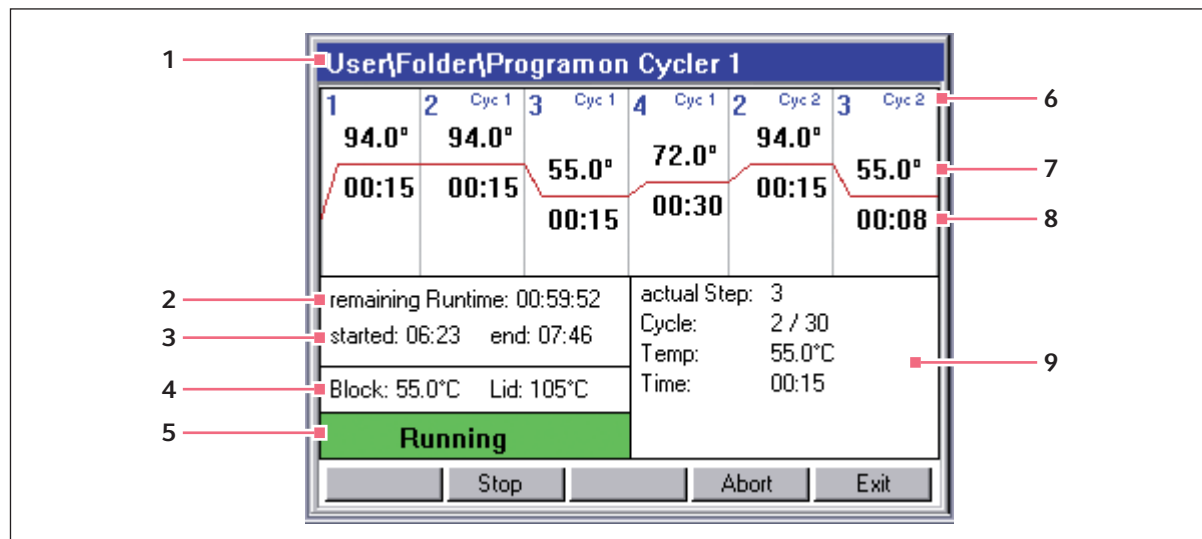 1
User\Folder\Program on Cycler 1
1 2 Cyc 1 3 Cyc 1 4 Cyc 1 2 Cyc 2 3 Cyc 2
6
94.0° 94.0° 55.0° 72.0° 94.0° 55.0°
7
00:15 00:15 00:15 00:30 00:15 00:08
8
2
remaining Runtime: 00:59:52
3
started: 06:23 end: 07:46
4
Block: 55.0°C Lid: 105°C
5
Running
actual Step: 3
Cycle: 2 / 30
Temp: 55.0°C
Time: 00:15
9
Stop Abort Exit